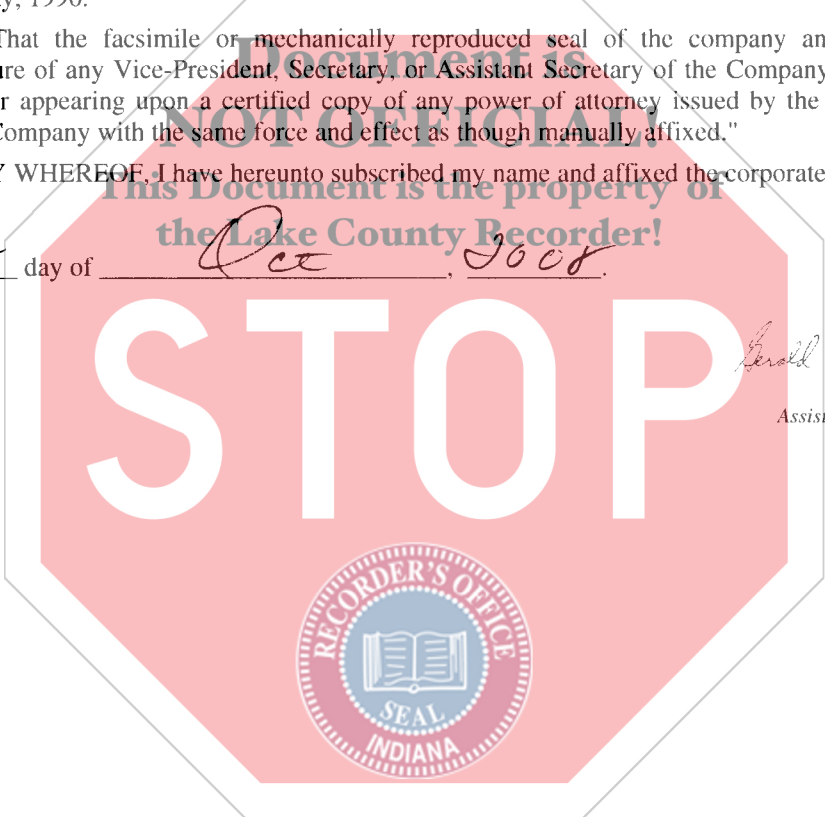 y, 1990.
That the facsimile or mechanically reproduced seal of the company an
ure of any Vice-President, Secretary, or Assistant Secretary of the Company
r appearing upon a certified copy of any power of attorney issued by the
Company with the same force and effect as though manually affixed."
Y WHEREOF, I have hereunto subscribed my name and affixed the corporate
day of Oct, 2008.
Document is
NOT OFFICIAL!
This Document is the property of
the Lake County Recorder!
STOP
Gerald
Assist
RECORDER'S OFFICE
SEAL
INDIANA